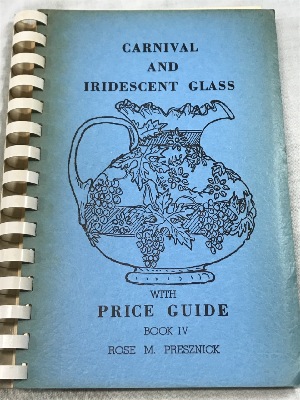 CARNIVAL
AND
IRIDESCENT GLASS
WITH
PRICE GUIDE
BOOK IV
ROSE M. PRESZNICK